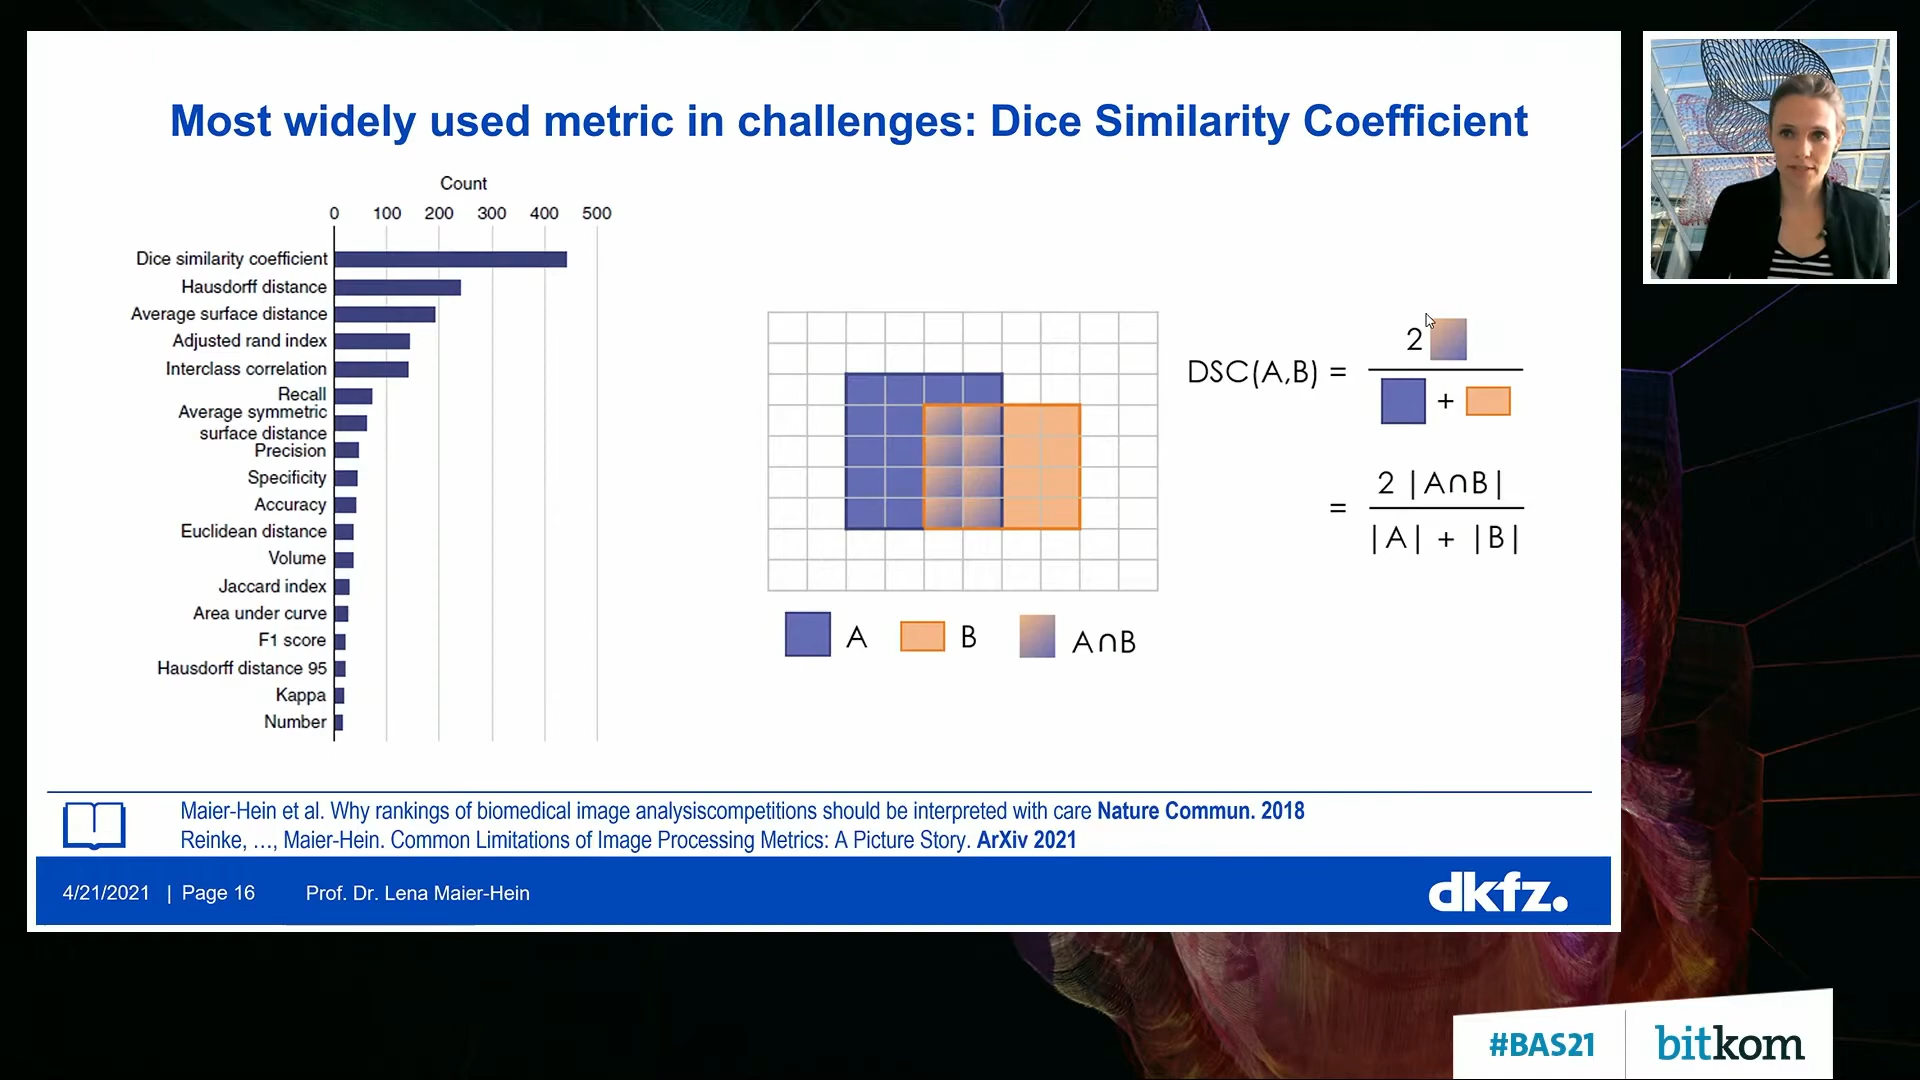 Most widely used metric in challenges: Dice Similarity Coefficient
Count
0 100 200 300 400 500
Dice similarity coefficient
Hausdorff distance
Average surface distance
Adjusted rand index
Interclass correlation
Recall
Average symmetric
surface distance
Precision
Specificity
Accuracy
Euclidean distance
Volume
Jaccard index
Area under curve
F1 score
Hausdorff distance 95
Kappa
Number
A B A∩B
DSC(A,B) =
2
+
=
2 |A∩B|
|A| + |B|
Maier-Hein et al. Why rankings of biomedical image analysiscompetitions should be interpreted with care Nature Commun. 2018
Reinke, ..., Maier-Hein. Common Limitations of Image Processing Metrics: A Picture Story. ArXiv 2021
4/21/2021 | Page 16 Prof. Dr. Lena Maier-Hein
dkfz.
#BAS21
bitkom